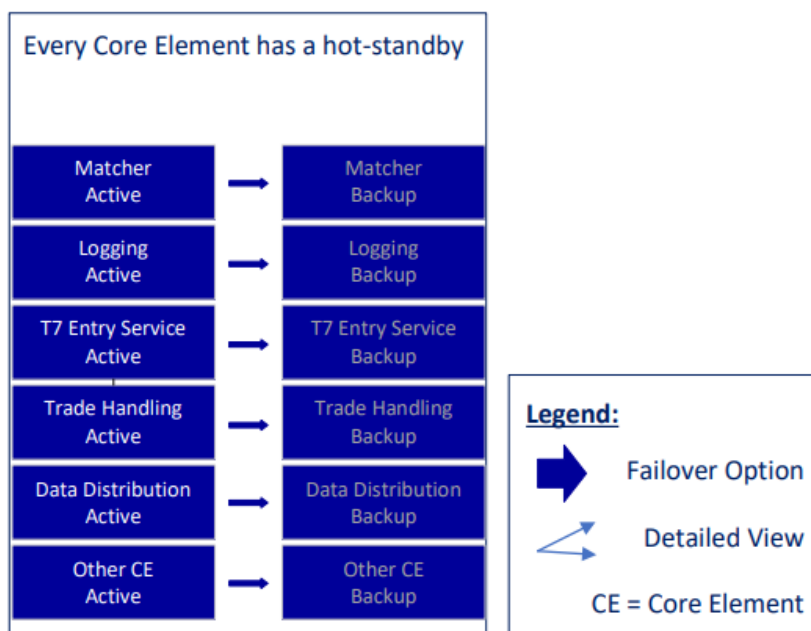 Every Core Element has a hot-standby
Matcher
Active
Matcher
Backup
Logging
Active
Logging
Backup
T7 Entry Service
Active
T7 Entry Service
Backup
Trade Handling
Active
Trade Handling
Backup
Data Distribution
Active
Data Distribution
Backup
Other CE
Active
Other CE
Backup
Legend:
Failover Option
Detailed View
CE = Core Element